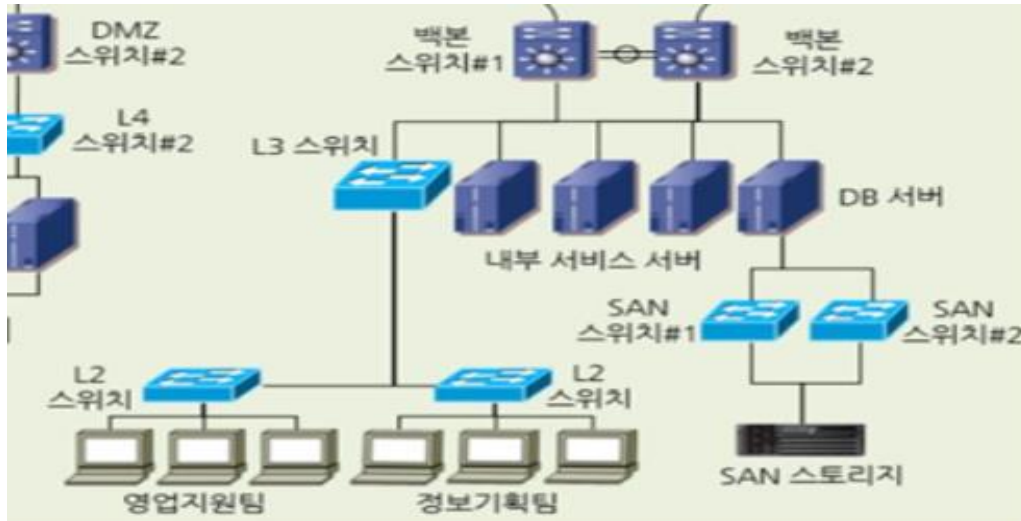 DMZ
스위치#2
백본
스위치#1
백본
스위치#2
L4
스위치#2
L3 스위치
DB 서버
내부 서비스 서버
SAN
스위치#1
SAN
스위치#2
L2
스위치
L2
스위치
SAN 스토리지
영업지원팀
정보기획팀